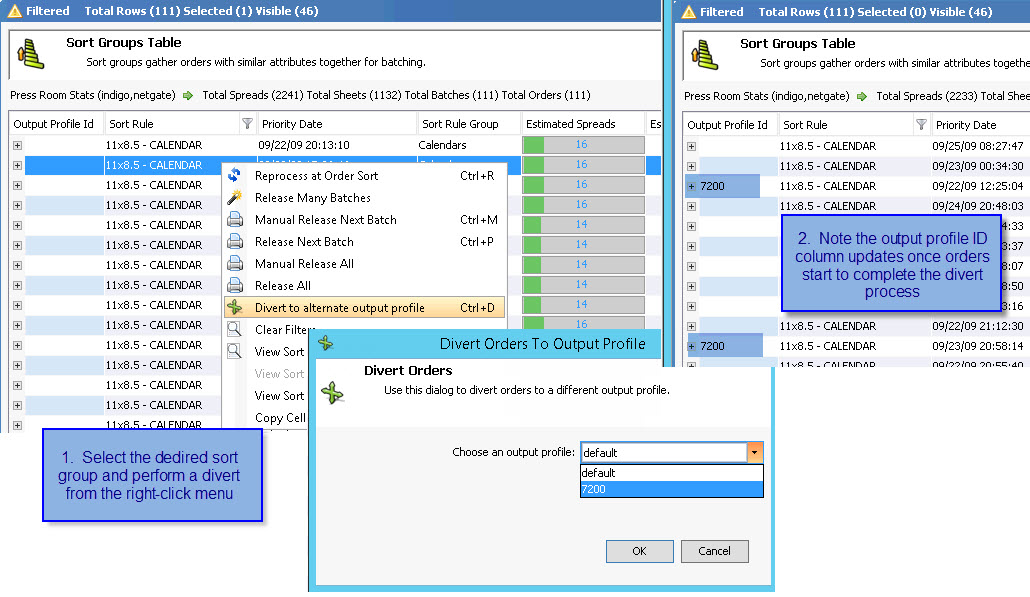 Filtered Total Rows (111) Selected (1) Visible (46)
Sort Groups Table
Sort groups gather orders with similar attributes together for batching.
Press Room Stats (indigo,netgate) Total Spreads (2241) Total Sheets (1132) Total Batches (111) Total Orders (111)
Output Profile Id Sort Rule Priority Date Sort Rule Group Estimated Spreads Es
11x8.5 - CALENDAR 09/22/09 20:13:10 Calendars 16
11x8.5 - CALENDAR 16
11x8.5 - CALENDAR 16
11x8.5 - CALENDAR 16
11x8.5 - CALENDAR 14
11x8.5 - CALENDAR 14
11x8.5 - CALENDAR 14
11x8.5 - CALENDAR 14
11x8.5 - CALENDAR 14
11x8.5 - CALENDAR 16
11x8.5 - CALENDAR
11x8.5 - CALENDAR
11x8.5 - CALENDAR
11x8.5 - CALENDAR
11x8.5 - CALENDAR
Reprocess at Order Sort Ctrl+R
Release Many Batches
Manual Release Next Batch Ctrl+M
Release Next Batch Ctrl+P
Manual Release All
Release All
Divert to alternate output profile Ctrl+D
Clear Filters
View Sort
View Sort
View Sort
Copy Cell
1. Select the dedired sort
group and perform a divert
from the right-click menu
Divert Orders To Output Profile
Divert Orders
Use this dialog to divert orders to a different output profile.
Choose an output profile: default
default
7200
OK Cancel
Filtered Total Rows (111) Selected (0) Visible (46)
Sort Groups Table
Sort groups gather orders with similar attributes togethe
Press Room Stats (indigo,netgate) Total Spreads (2233) Total Shee
Output Profile Id Sort Rule Priority Date
11x8.5 - CALENDAR 09/25/09 08:27:47
11x8.5 - CALENDAR 09/23/09 00:34:30
7200 11x8.5 - CALENDAR 09/22/09 12:25:04
11x8.5 - CALENDAR 09/24/09 20:48:03
4:33
3:37
8:07
8:50
3:16
11x8.5 - CALENDAR 09/22/09 21:12:30
7200 11x8.5 - CALENDAR 09/23/09 20:58:14
11x8.5 - CALENDAR 09/22/09 20:55:40
2. Note the output profile ID
column updates once orders
start to complete the divert
process